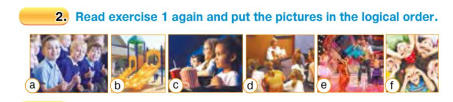 2. Read exercise 1 again and put the pictures in the logical order.
a b c d e f